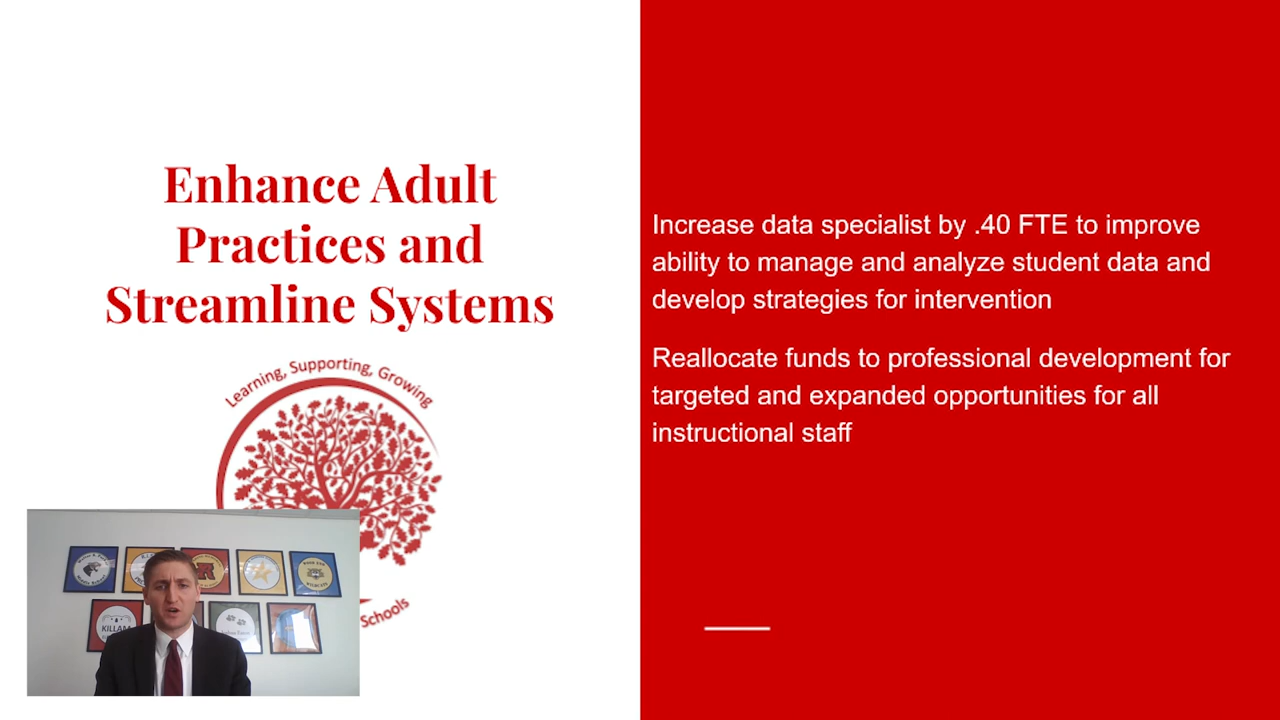 Enhance Adult
Practices and
Streamline Systems
Learning, Supporting, Growing
Schools
KILLAM
R
Increase data specialist by .40 FTE to improve
ability to manage and analyze student data and
develop strategies for intervention
Reallocate funds to professional development for
targeted and expanded opportunities for all
instructional staff